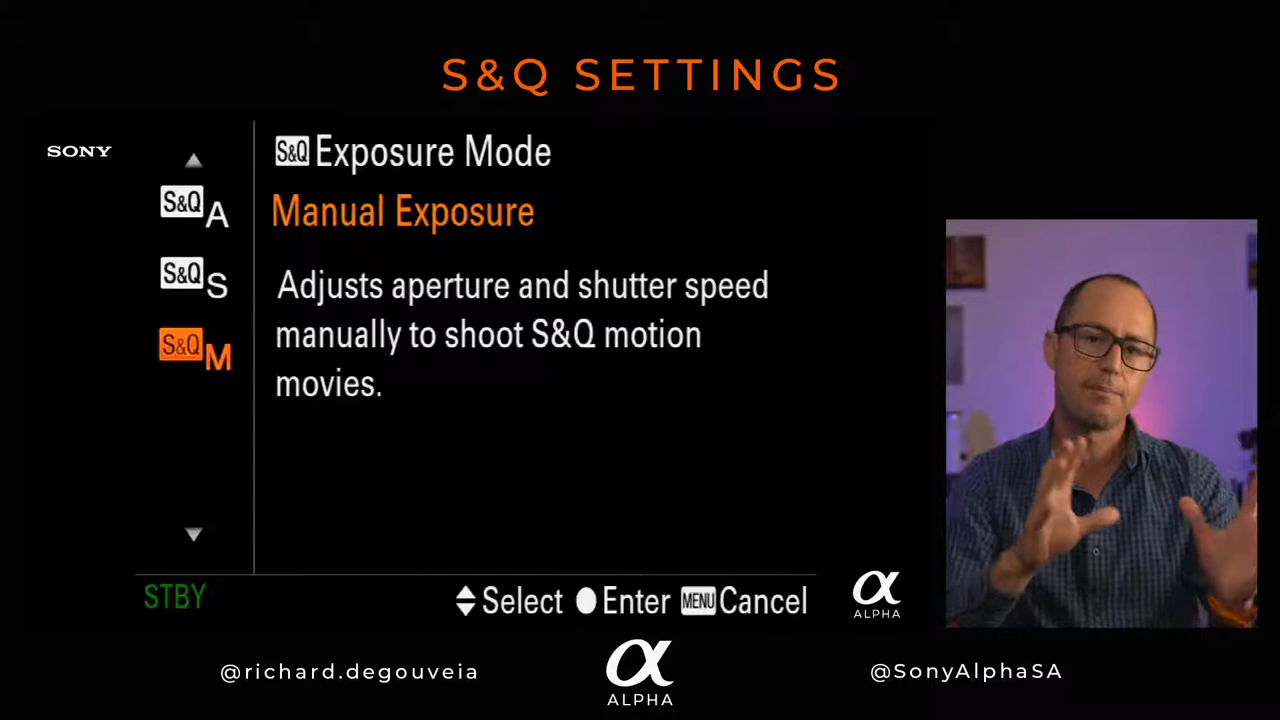 S&Q SETTINGS
SONY
S&Q Exposure Mode
S&Q A
Manual Exposure
S&Q S
Adjusts aperture and shutter speed
manually to shoot S&Q motion
movies.
S&Q M
STBY
Select Enter MENU Cancel
α
ALPHA
@richard.degouveia
α
ALPHA
@SonyAlphaSA